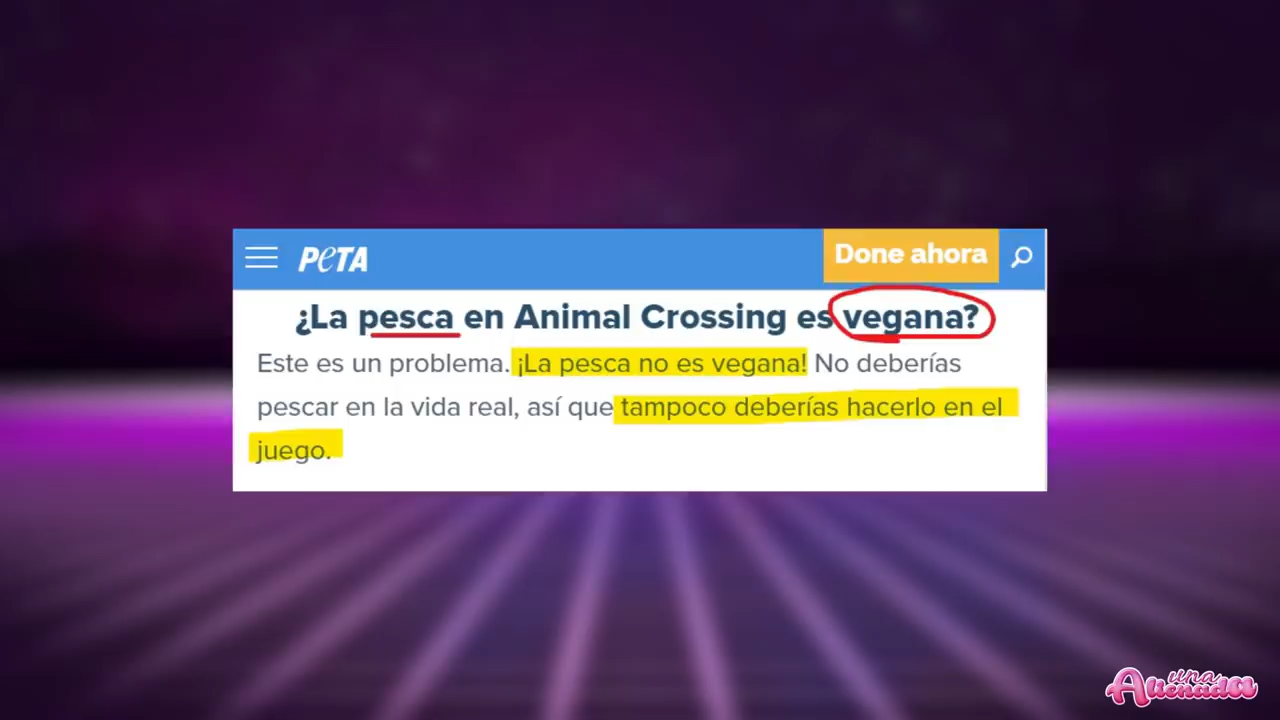 PETA
Done ahora
¿La pesca en Animal Crossing es vegana?
Este es un problema. ¡La pesca no es vegana! No deberías
pescar en la vida real, así que tampoco deberías hacerlo en el
juego.
una